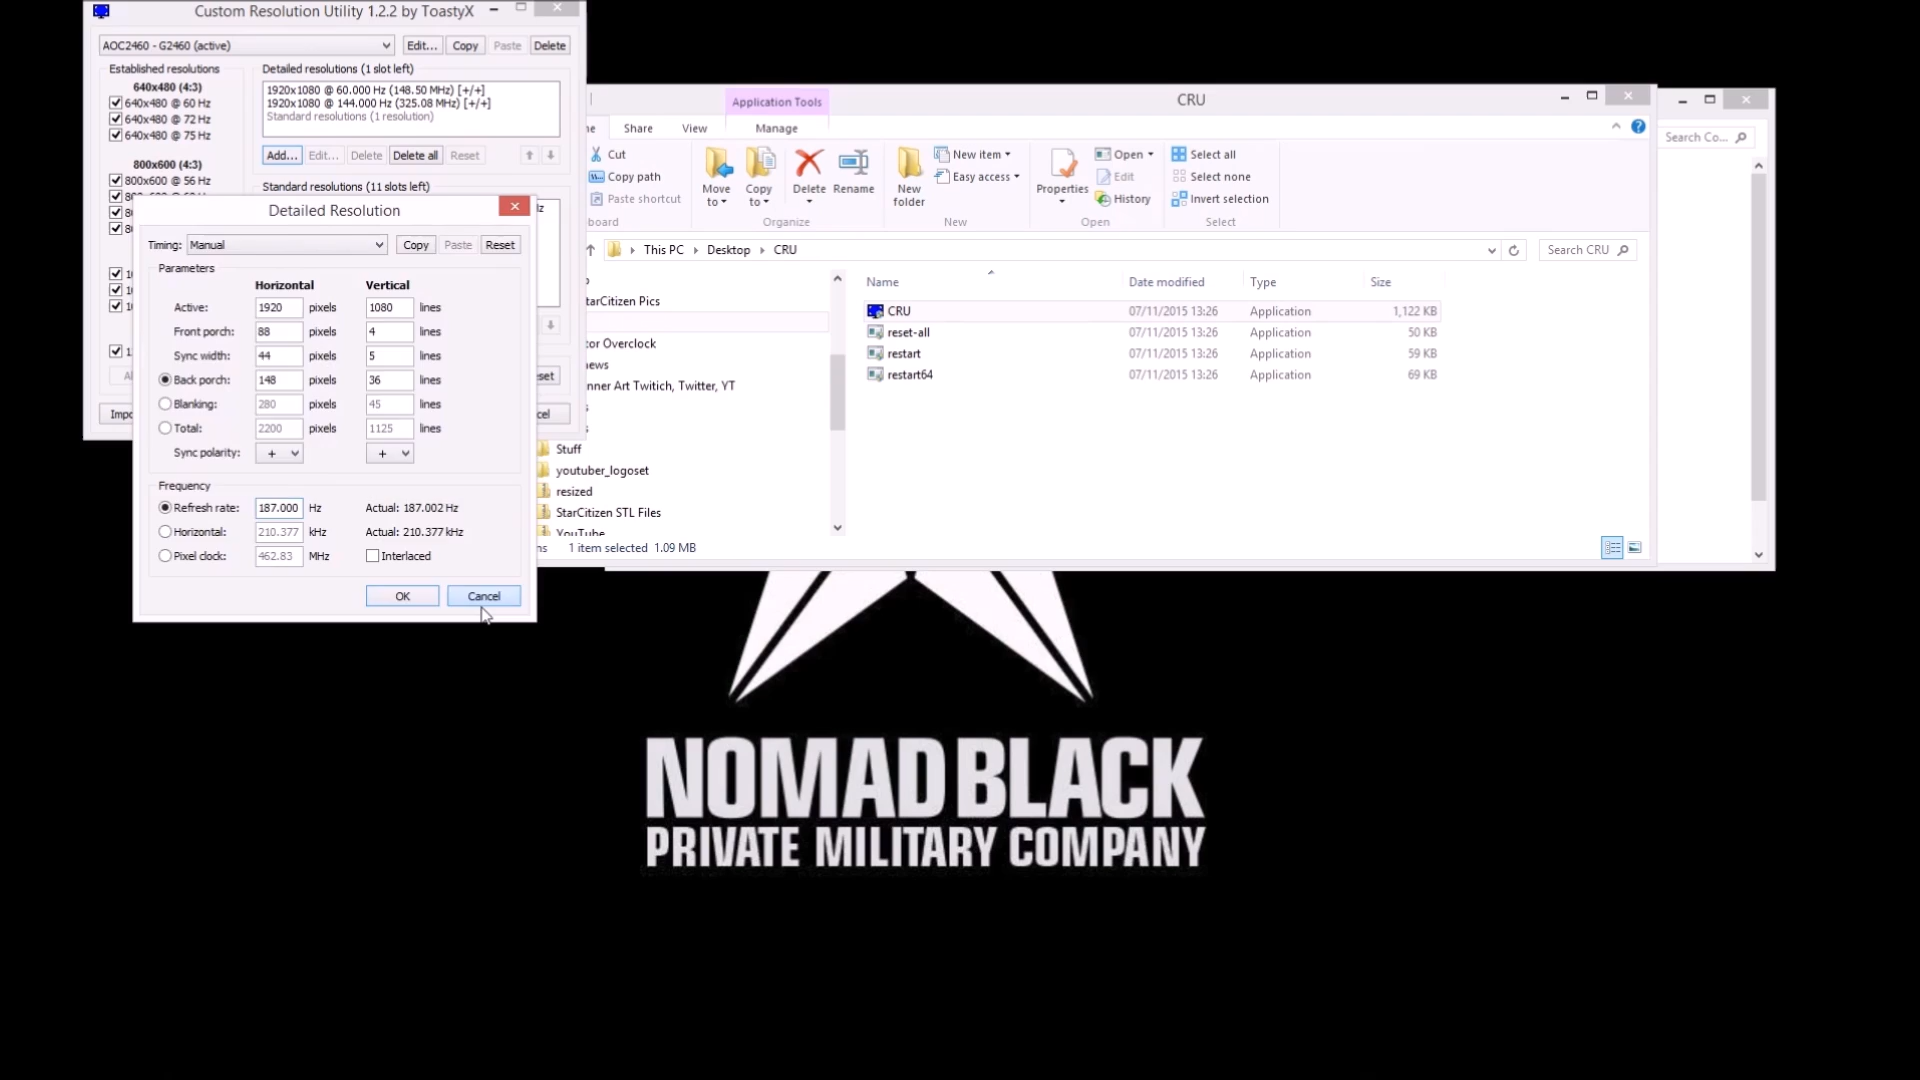 Custom Resolution Utility 1.2.2 by ToastyX
AOC2460 - G2460 (active)
Edit...
Copy
Paste
Delete
Established resolutions
640x480 (4:3)
640x480 @ 60 Hz
640x480 @ 72 Hz
640x480 @ 75 Hz
800x600 (4:3)
800x600 @ 56 Hz
Detailed resolutions (1 slot left)
1920x1080 @ 60.000 Hz (148.50 MHz) [+/+]
1920x1080 @ 144.000 Hz (325.08 MHz) [+/+]
Standard resolutions (1 resolution)
Add...
Edit...
Delete
Delete all
Reset
Standard resolutions (11 slots left)
Detailed Resolution
Timing:
Manual
Copy
Paste
Reset
Parameters
Horizontal
Vertical
Active:
1920
pixels
1080
lines
Front porch:
88
pixels
4
lines
Sync width:
44
pixels
5
lines
Back porch:
148
pixels
36
lines
Blanking:
280
pixels
45
lines
Total:
2200
pixels
1125
lines
Sync polarity:
+
+
Frequency
Refresh rate:
187.000
Hz
Actual: 187.002 Hz
Horizontal:
210.377
kHz
Actual: 210.377 kHz
Pixel clock:
462.83
MHz
Interlaced
OK
Cancel
Application Tools
CRU
Share
View
Manage
Cut
Copy path
Paste shortcut
Move to
Copy to
Delete
Rename
Organize
New folder
New item
Easy access
New
Properties
Open
Edit
History
Open
Select all
Select none
Invert selection
Select
This PC
Desktop
CRU
Search CRU
Search Co...
Name
Date modified
Type
Size
CRU
07/11/2015 13:26
Application
1,122 KB
reset-all
07/11/2015 13:26
Application
50 KB
restart
07/11/2015 13:26
Application
59 KB
restart64
07/11/2015 13:26
Application
69 KB
tarCitizen Pics
tor Overclock
news
nner Art Twitich, Twitter, YT
Stuff
youtuber_logoset
resized
StarCitizen STL Files
YouTube
1 item selected 1.09 MB
NOMAD BLACK
PRIVATE MILITARY COMPANY